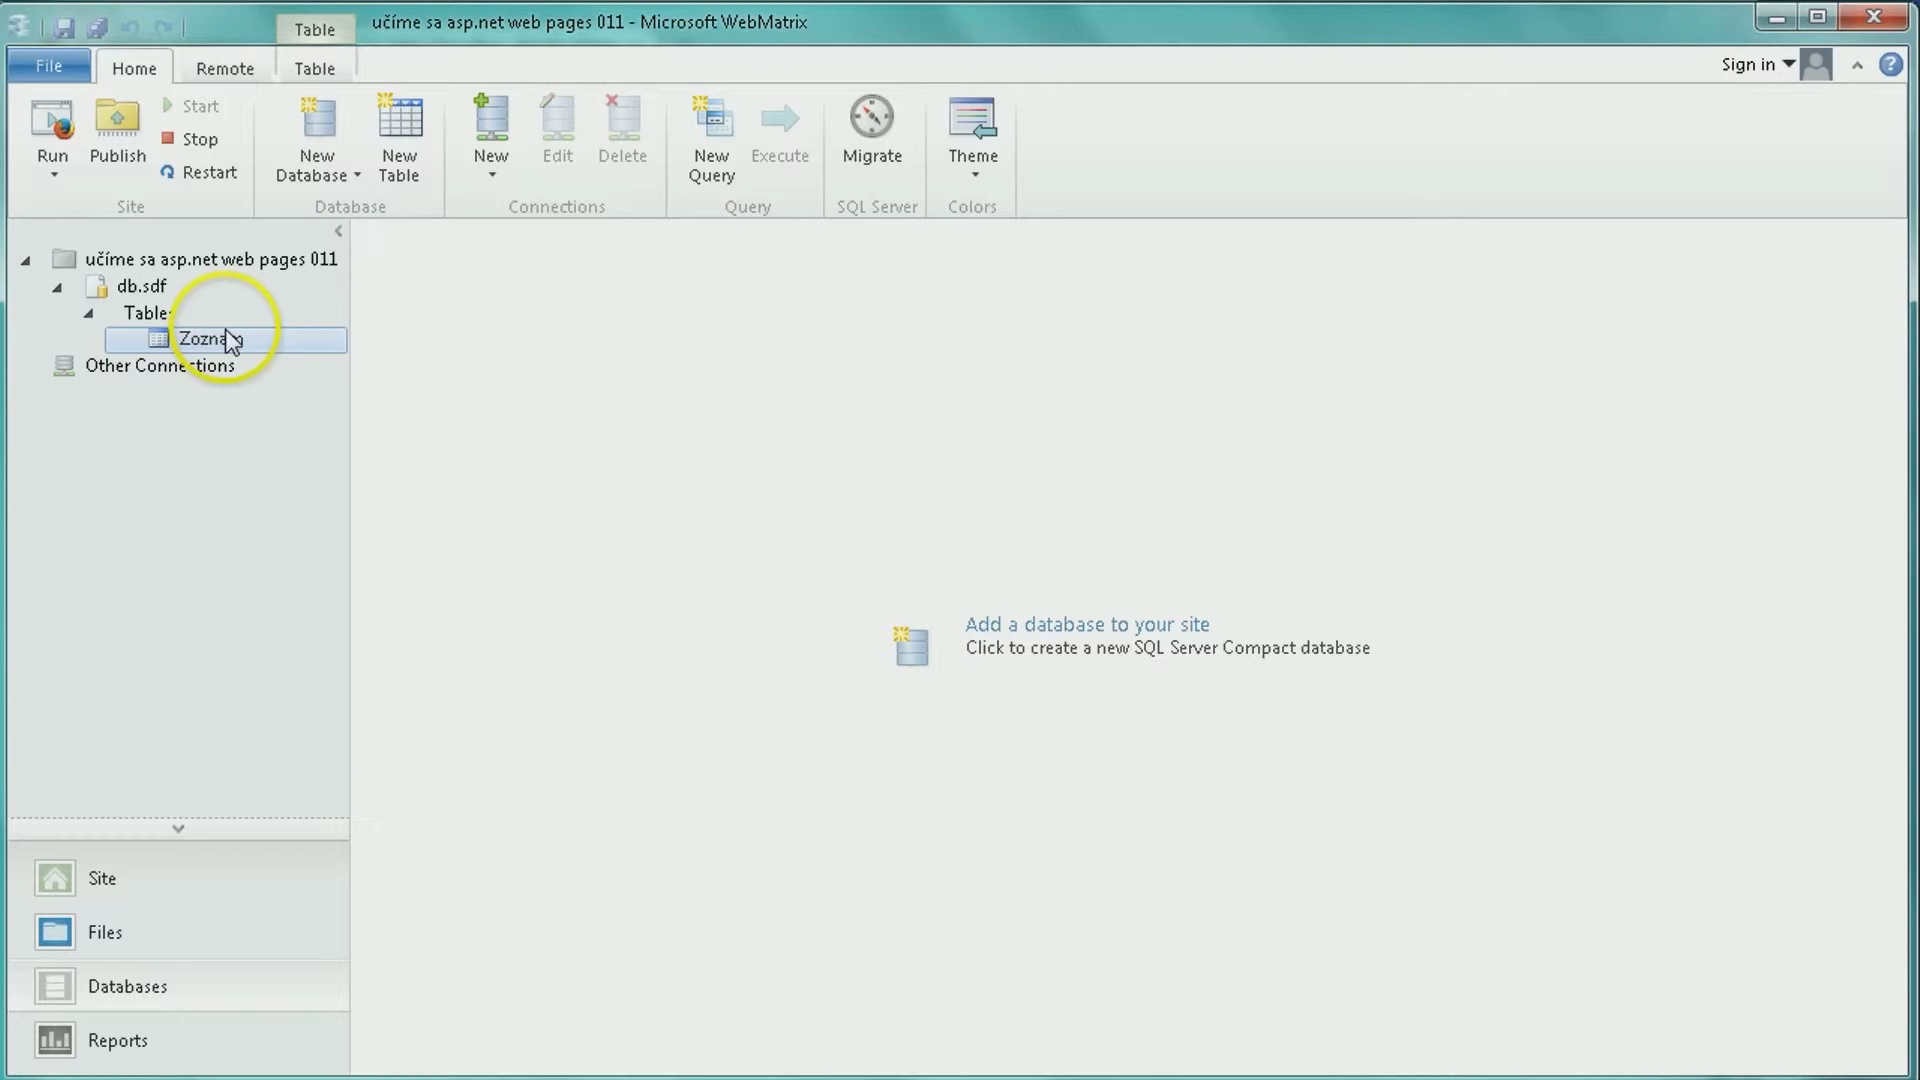 Table
učíme sa asp.net web pages 011 - Microsoft WebMatrix
File
Home
Remote
Table
Sign in
Run
Publish
Start
Stop
Restart
Site
New
Database
New
Table
Database
New
Edit
Delete
Connections
New
Query
Execute
Query
Migrate
SQL Server
Theme
Colors
učíme sa asp.net web pages 011
db.sdf
Other Connections
Add a database to your site
Click to create a new SQL Server Compact database
Site
Files
Databases
Reports